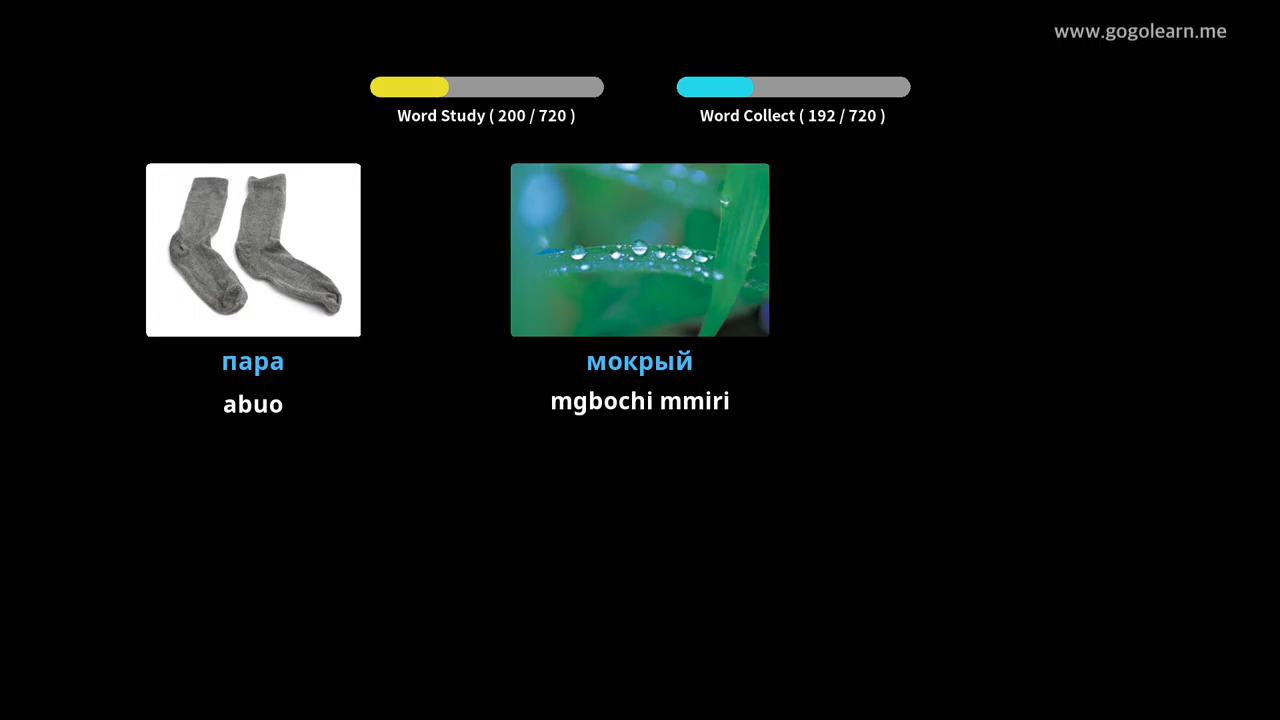 www.gogolearn.me
Word Study ( 200 / 720 )
Word Collect ( 192 / 720 )
пара
abuo
мокрый
mgbochi mmiri